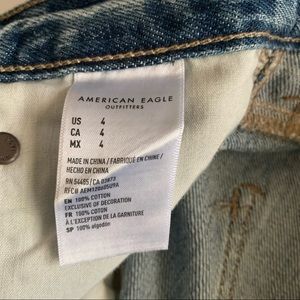 AMERICAN EAGLE
OUTFITTERS
US 4
CA 4
MX 4
MADE IN CHINA / FABRIQUÉ EN CHINE /
HECHO EN CHINA
EN 100% COTTON
EXCLUSIVE OF DECORATION
FR 100% COTON
EXCLUSIF DE LA GARNITURE
SP 100% algodón